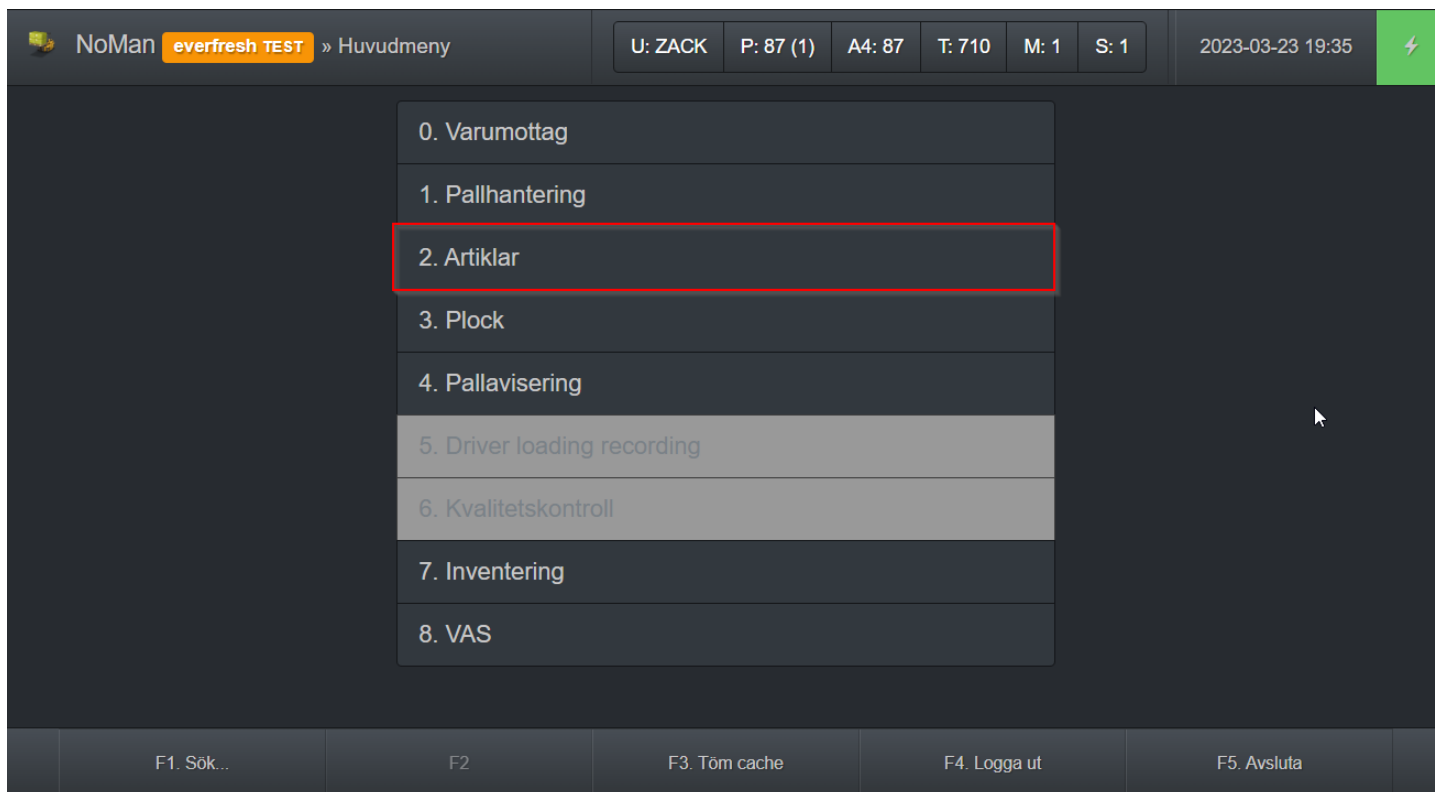 NoMan everfresh TEST » Huvudmeny
U: ZACK P: 87 (1) A4: 87 T: 710 M: 1 S: 1
2023-03-23 19:35
0. Varumottag
1. Pallhantering
2. Artiklar
3. Plock
4. Pallavisering
5. Driver loading recording
6. Kvalitetskontroll
7. Inventering
8. VAS
F1. Sök... F2 F3. Töm cache F4. Logga ut F5. Avsluta